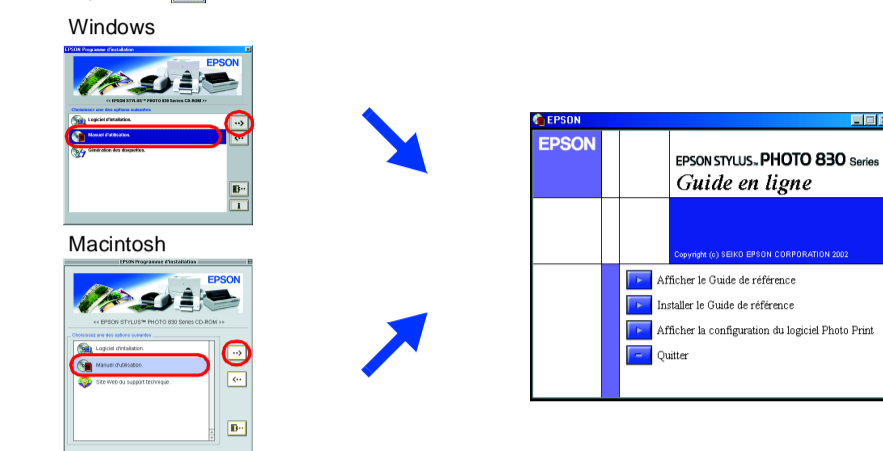 Windows
EPSON Programme d'installation
EPSON
<< EPSON STYLUS™ PHOTO 830 Series CD-ROM >>
Choisissez une des options suivantes
Logiciel d'intallation.
Manuel d'utilisation.
Génération des disquettes.
Macintosh
EPSON Programme d'installation
EPSON
<< EPSON STYLUS™ PHOTO 830 Series CD-ROM >>
Choisissez une des options suivantes
Logiciel d'intallation.
Manuel d'utilisation.
Site Web du support technique.
EPSON
EPSON
EPSON STYLUS™ PHOTO 830 Series
Guide en ligne
Copyright (c) SEIKO EPSON CORPORATION 2002
Afficher le Guide de référence
Installer le Guide de référence
Afficher la configuration du logiciel Photo Print
Quitter